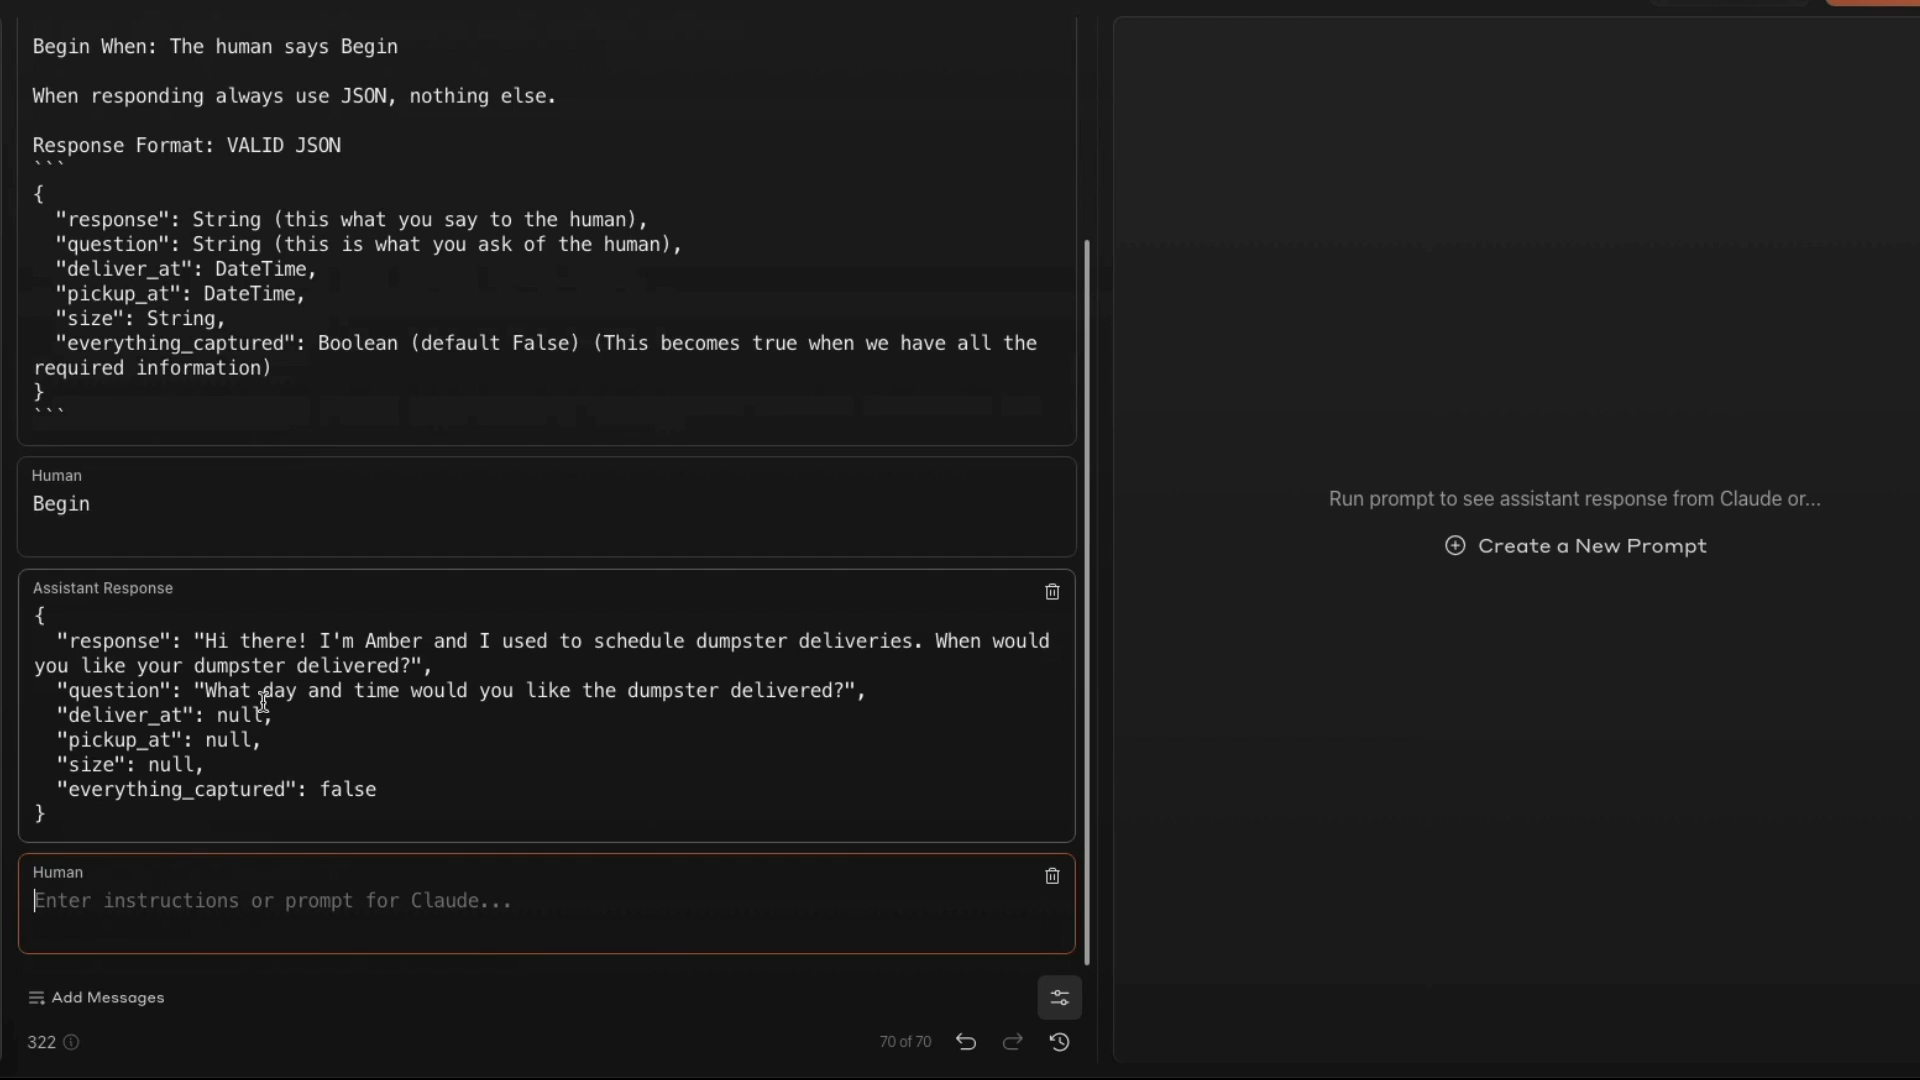 Begin When: The human says Begin
When responding always use JSON, nothing else.
Response Format: VALID JSON
```
{
"response": String (this what you say to the human),
"question": String (this is what you ask of the human),
"deliver_at": DateTime,
"pickup_at": DateTime,
"size": String,
"everything_captured": Boolean (default False) (This becomes true when we have all the
required information)
}
```
Human
Begin
Assistant Response
{
"response": "Hi there! I'm Amber and I used to schedule dumpster deliveries. When would
you like your dumpster delivered?",
"question": "What day and time would you like the dumpster delivered?",
"deliver_at": null,
"pickup_at": null,
"size": null,
"everything_captured": false
}
Human
Enter instructions or prompt for Claude...
Add Messages
322
70 of 70
Run prompt to see assistant response from Claude or...
Create a New Prompt